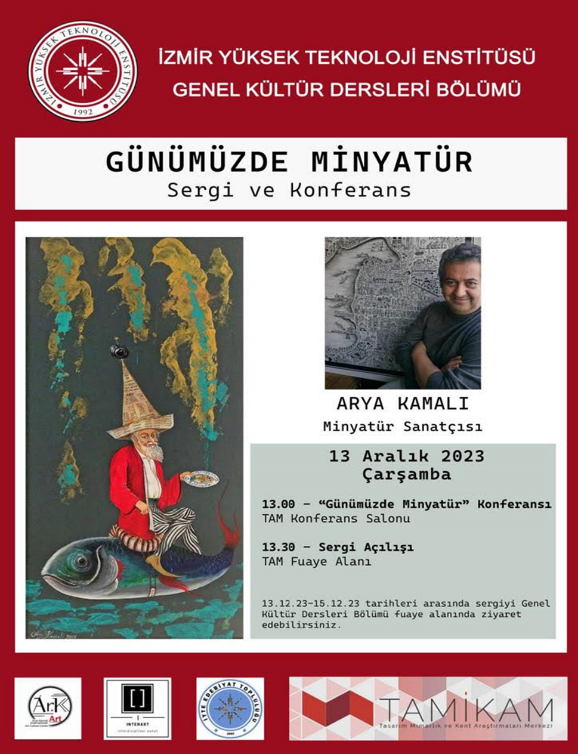 İZMİR YÜKSEK TEKNOLOJİ ENSTİTÜSÜ
1992
İZMİR YÜKSEK TEKNOLOJİ ENSTİTÜSÜ
GENEL KÜLTÜR DERSLERİ BÖLÜMÜ
GÜNÜMÜZDE MİNYATÜR
Sergi ve Konferans
ARYA KAMALI
Minyatür Sanatçısı
13 Aralık 2023
Çarşamba
13.00 – “Günümüzde Minyatür” Konferansı
TAM Konferans Salonu
13.30 – Sergi Açılışı
TAM Fuaye Alanı
13.12.23–15.12.23 tarihleri arasında sergiyi Genel
Kültür Dersleri Bölümü fuaye alanında ziyaret
edebilirsiniz.
ArK
Art
INTERART
İYTE EDEBİYAT TOPLULUĞU
TAMİKAM
Tasarım Mimarlık ve Kent Araştırmaları Merkezi